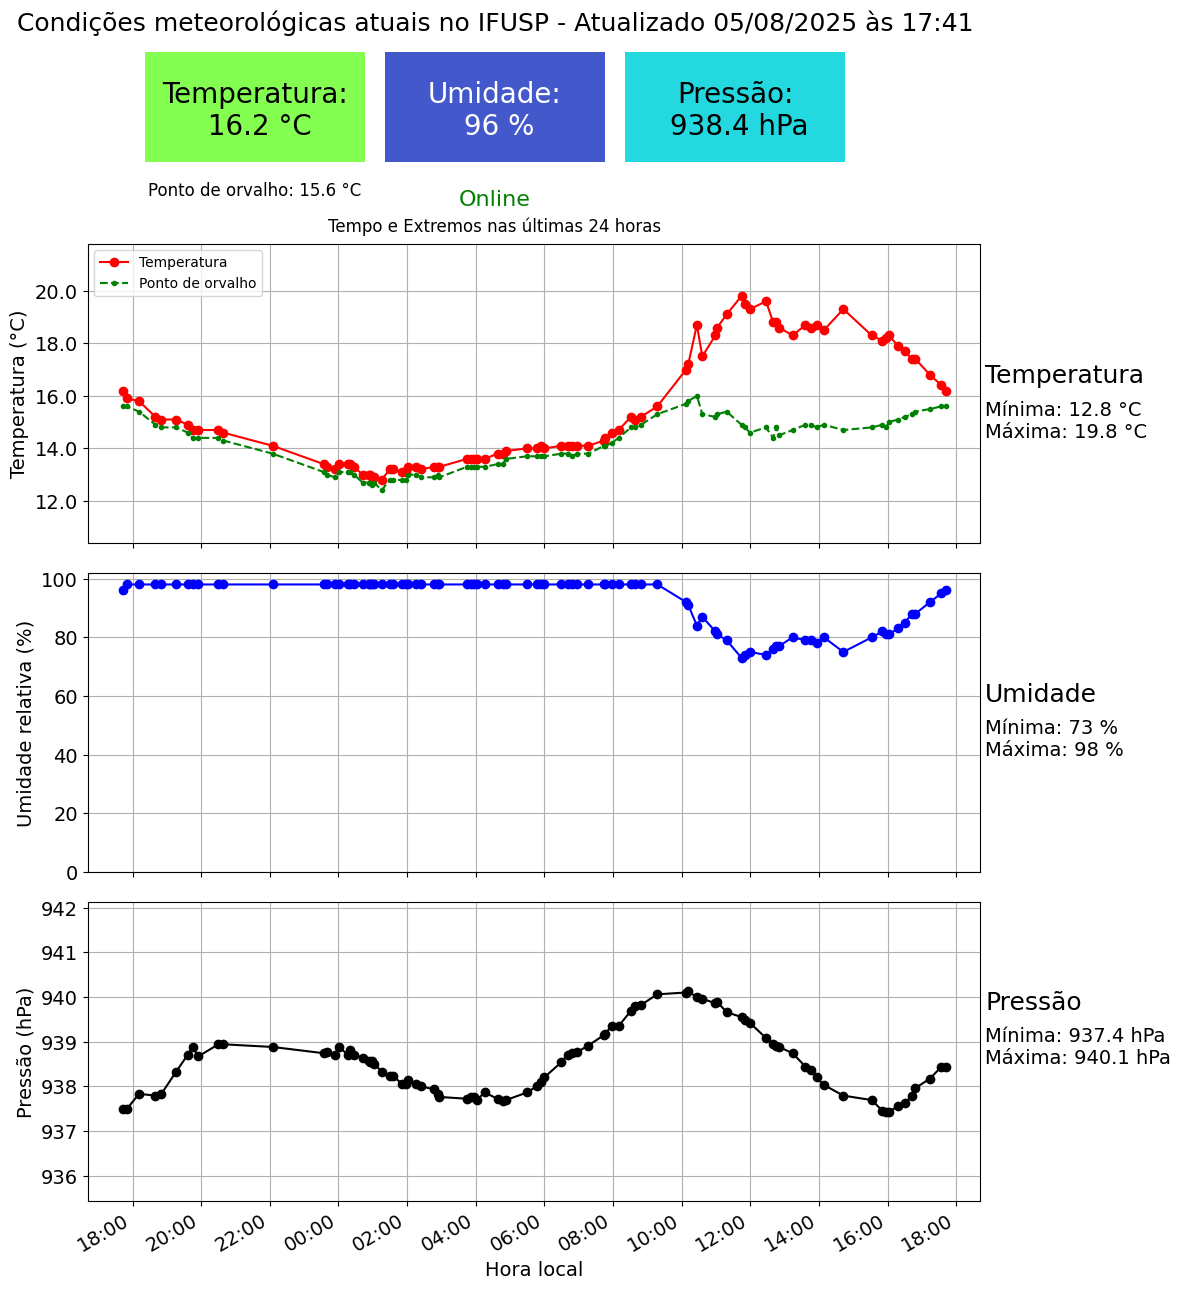 Condições meteorológicas atuais no IFUSP - Atualizado 05/08/2025 às 17:41
Temperatura:
16.2 °C
Umidade:
96 %
Pressão:
938.4 hPa
Ponto de orvalho: 15.6 °C
Online
Tempo e Extremos nas últimas 24 horas
Temperatura
Ponto de orvalho
Temperatura (°C)
20.0
18.0
16.0
14.0
12.0
Temperatura
Mínima: 12.8 °C
Máxima: 19.8 °C
Umidade relativa (%)
100
80
60
40
20
0
Umidade
Mínima: 73 %
Máxima: 98 %
Pressão (hPa)
942
941
940
939
938
937
936
Pressão
Mínima: 937.4 hPa
Máxima: 940.1 hPa
18:00 20:00 22:00 00:00 02:00 04:00 06:00 08:00 10:00 12:00 14:00 16:00 18:00
Hora local